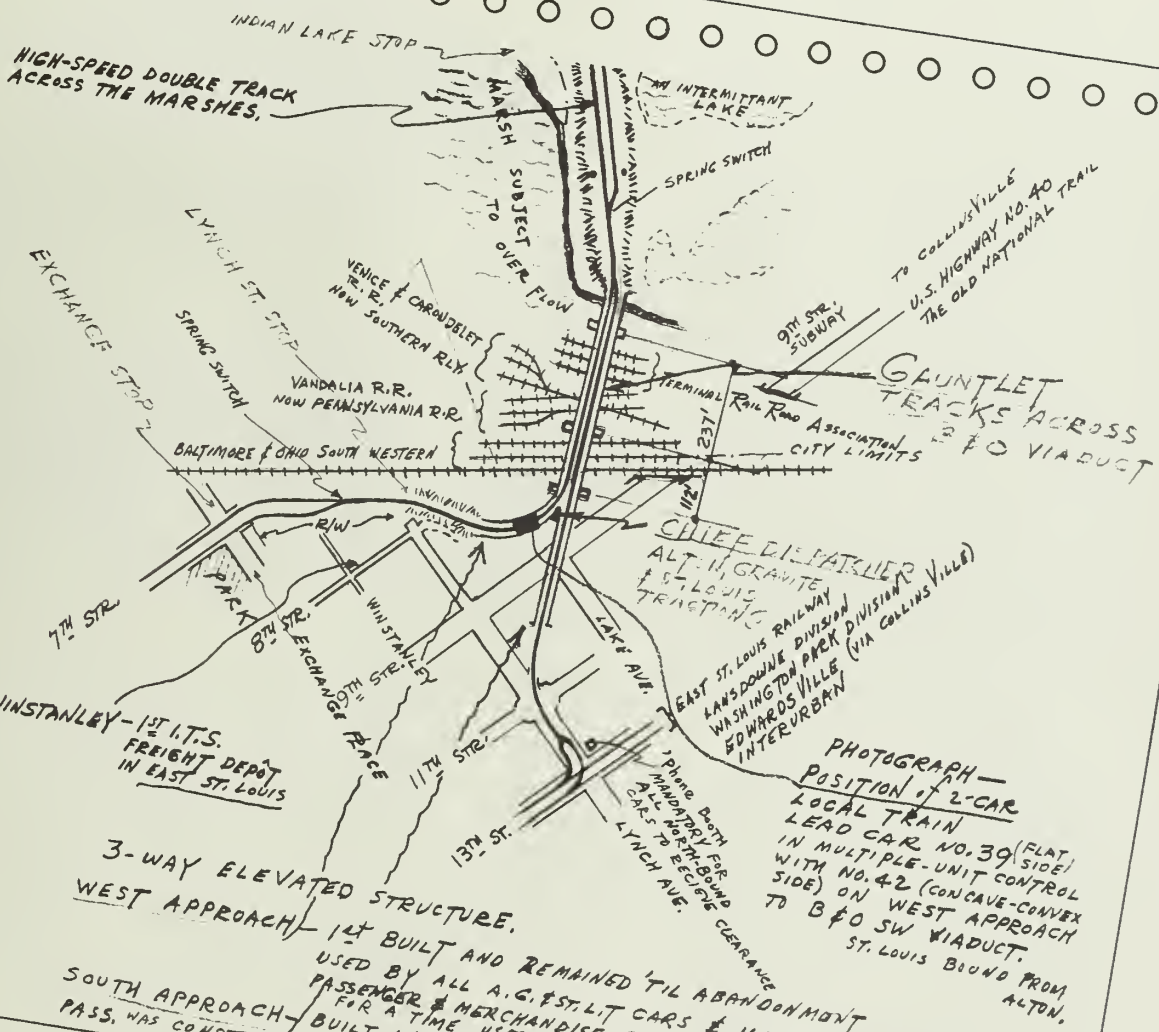 INDIAN LAKE STOP
HIGH-SPEED DOUBLE TRACK
ACROSS THE MARSHES.
MARSH SUBJECT
TO OVER FLOW
AN INTERMITTANT
LAKE
SPRING SWITCH
TO COLLINSVILLE
U.S. HIGHWAY NO. 40
THE OLD NATIONAL TRAIL
9TH STR.
SUBWAY
LYNCH ST. STOP
EXCHANGE STOP
SPRING SWITCH
VENICE & CARONDELET
R.R.
NOW SOUTHERN RLY.
VANDALIA R.R.
NOW PENNSYLVANIA R.R.
BALTIMORE & OHIO SOUTH WESTERN
TERMINAL RAIL ROAD ASSOCIATION
CITY LIMITS
237'
112'
GAUNTLET
TRACKS ACROSS
B & O VIADUCT
CHIEF DISPATCHER
ALTON, GRANITE
& ST. LOUIS
R/W
7TH STR.
PARK
8TH STR.
EXCHANGE PLACE
WINSTANLEY
9TH STR.
11TH STR.
13TH ST.
LAKE AVE.
LYNCH AVE.
EAST ST. LOUIS RAILWAY
LANSDOWNE DIVISION
WASHINGTON PARK DIVISION
EDWARDSVILLE (VIA COLLINSVILLE)
INTERURBAN
'PHONE BOOTH
MANDATORY FOR
ALL NORTH-BOUND
CARS TO RECIEVE CLEARANCE
INSTANLEY - 1ST I.T.S.
FREIGHT DEPOT
IN EAST ST. LOUIS
PHOTOGRAPH —
POSITION of 2-CAR
LOCAL TRAIN
LEAD CAR NO. 39 (FLAT SIDE)
IN MULTIPLE-UNIT CONTROL
WITH NO. 42 (CONCAVE-CONVEX
SIDE) ON WEST APPROACH
TO B & O SW VIADUCT.
ST. LOUIS BOUND FROM
ALTON.
3-WAY ELEVATED STRUCTURE.
WEST APPROACH - 1st BUILT AND REMAINED 'TIL ABANDONMENT
USED BY ALL A.G. & ST. L.T. CARS &
PASSENGER & MERCHANDISE
SOUTH APPROACH - BUILT
FOR A TIME
PASS. WAS